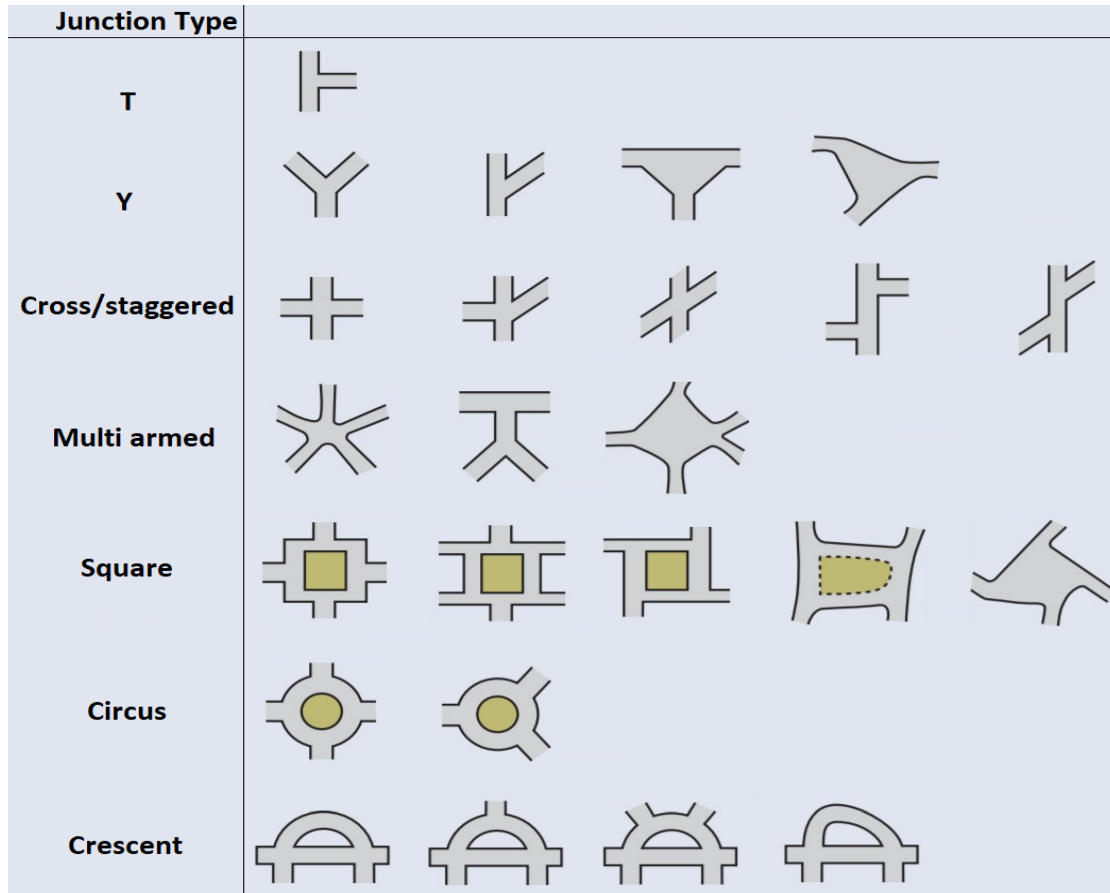 Junction Type
T
Y
Cross/staggered
Multi armed
Square
Circus
Crescent